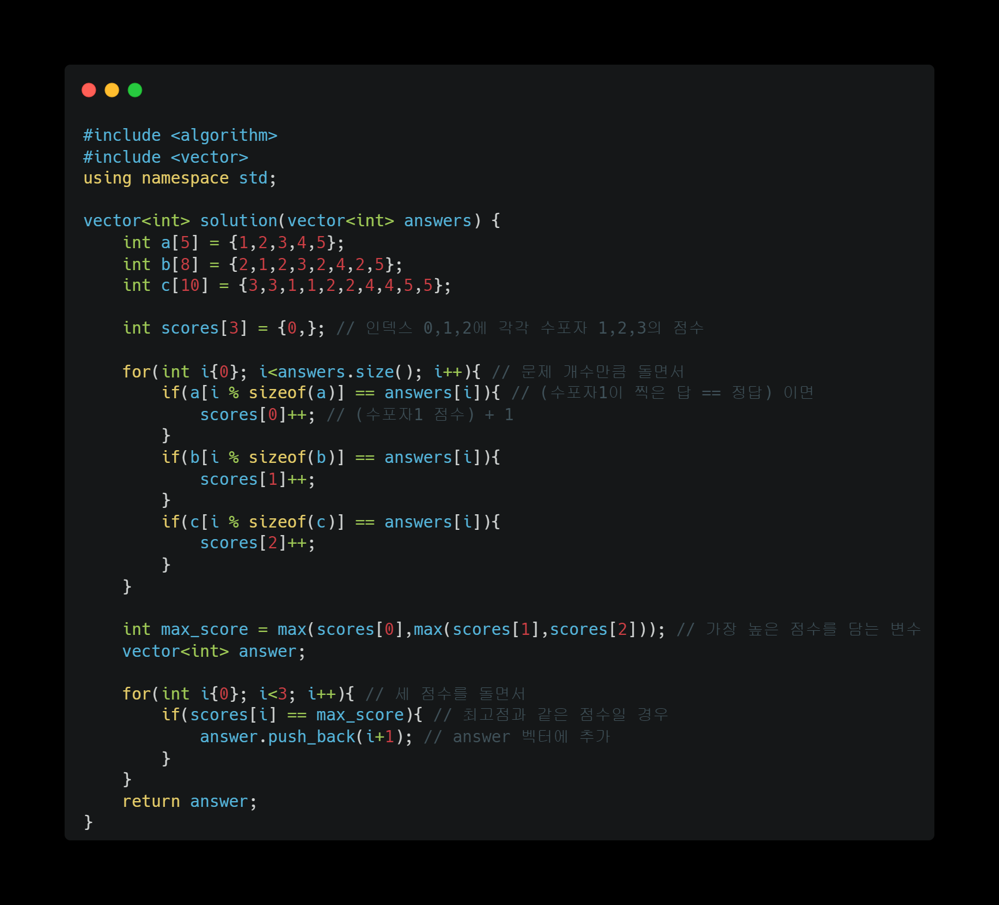 #include <algorithm>
#include <vector>
using namespace std;

vector<int> solution(vector<int> answers) {
    int a[5] = {1,2,3,4,5};
    int b[8] = {2,1,2,3,2,4,2,5};
    int c[10] = {3,3,1,1,2,2,4,4,5,5};

    int scores[3] = {0,}; // 인덱스 0,1,2에 각각 수포자 1,2,3의 점수

    for(int i{0}; i<answers.size(); i++){ // 문제 개수만큼 돌면서
        if(a[i % sizeof(a)] == answers[i]){ // (수포자1이 찍은 답 == 정답) 이면
            scores[0]++; // (수포자1 점수) + 1
        }
        if(b[i % sizeof(b)] == answers[i]){
            scores[1]++;
        }
        if(c[i % sizeof(c)] == answers[i]){
            scores[2]++;
        }
    }

    int max_score = max(scores[0],max(scores[1],scores[2])); // 가장 높은 점수를 담는 변수
    vector<int> answer;

    for(int i{0}; i<3; i++){ // 세 점수를 돌면서
        if(scores[i] == max_score){ // 최고점과 같은 점수일 경우
            answer.push_back(i+1); // answer 벡터에 추가
        }
    }
    return answer;
}